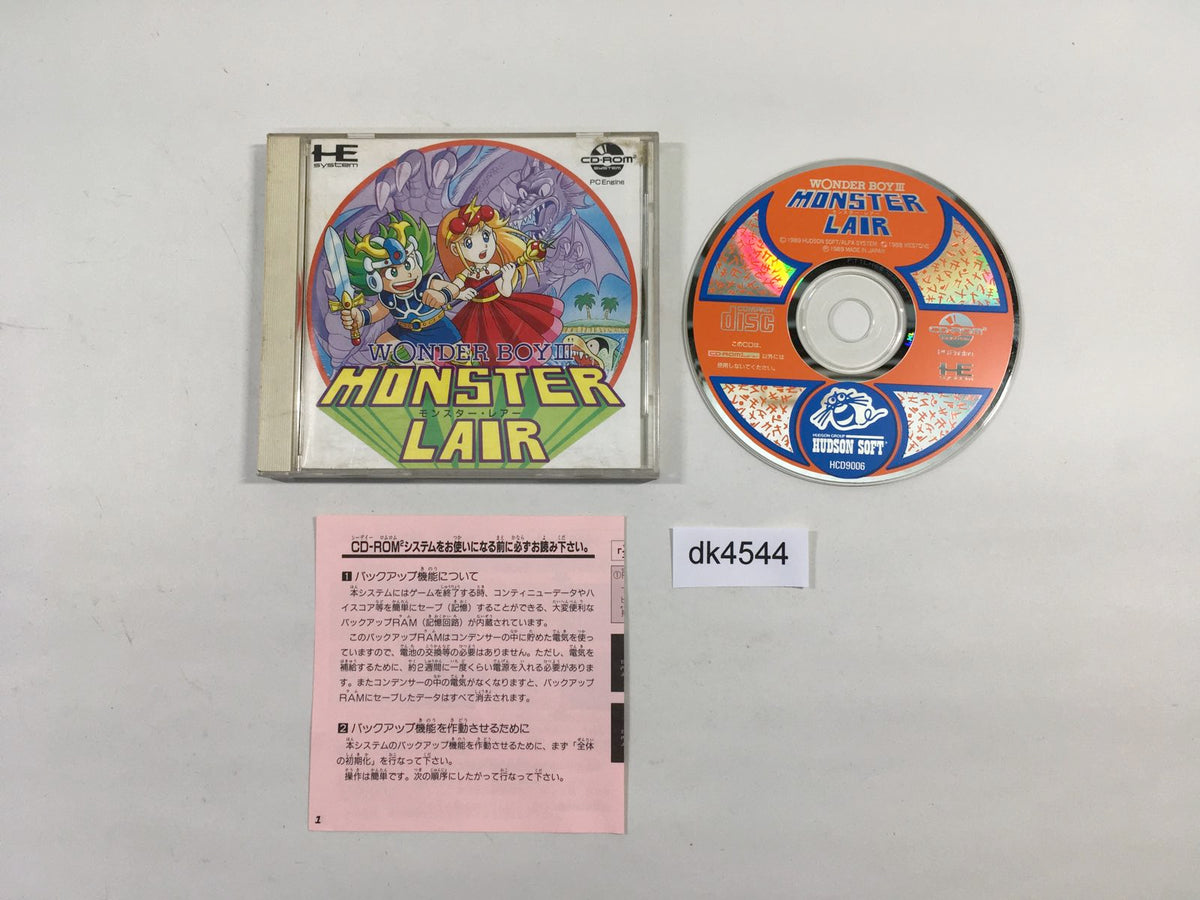 HE
system
CD-ROM²
SYSTEM
PC Engine
WONDER BOY III
MONSTER
モンスター・レアー
LAIR
WONDER BOY III
MONSTER
モンスター・レアー
LAIR
© 1989 HUDSON SOFT/ALFA SYSTEM
1988 WESTONE
Ⓟ1989 MADE IN JAPAN
COMPACT
disc
このCDは、
以外には
使用しないでください。
CD-ROM²
HE
HUDSON GROUP
HUDSON SOFT
HCD9006
CD-ROM²システムをお使いになる前に必ずお読み下さい。
1 バックアップ機能について
本システムにはゲームを終了する時、コンティニューデータやハ
イスコア等を簡単にセーブ（記憶）することができる、大変便利な
バックアップRAM（記憶回路）が内蔵されています。
このバックアップRAMはコンデンサーの中に貯めた電気を使っ
ていますので、電池の交換等の必要はありません。ただし、電気を
補給するために、約2週間に一度くらい電源を入れる必要がありま
す。またコンデンサーの中の電気がなくなりますと、バックアップ
RAMにセーブしたデータはすべて消去されます。
2 バックアップ機能を作動させるために
本システムのバックアップ機能を作動させるために、まず「全体
の初期化」を行なって下さい。
操作は簡単です。次の順序にしたがって行なって下さい。
1
dk4544